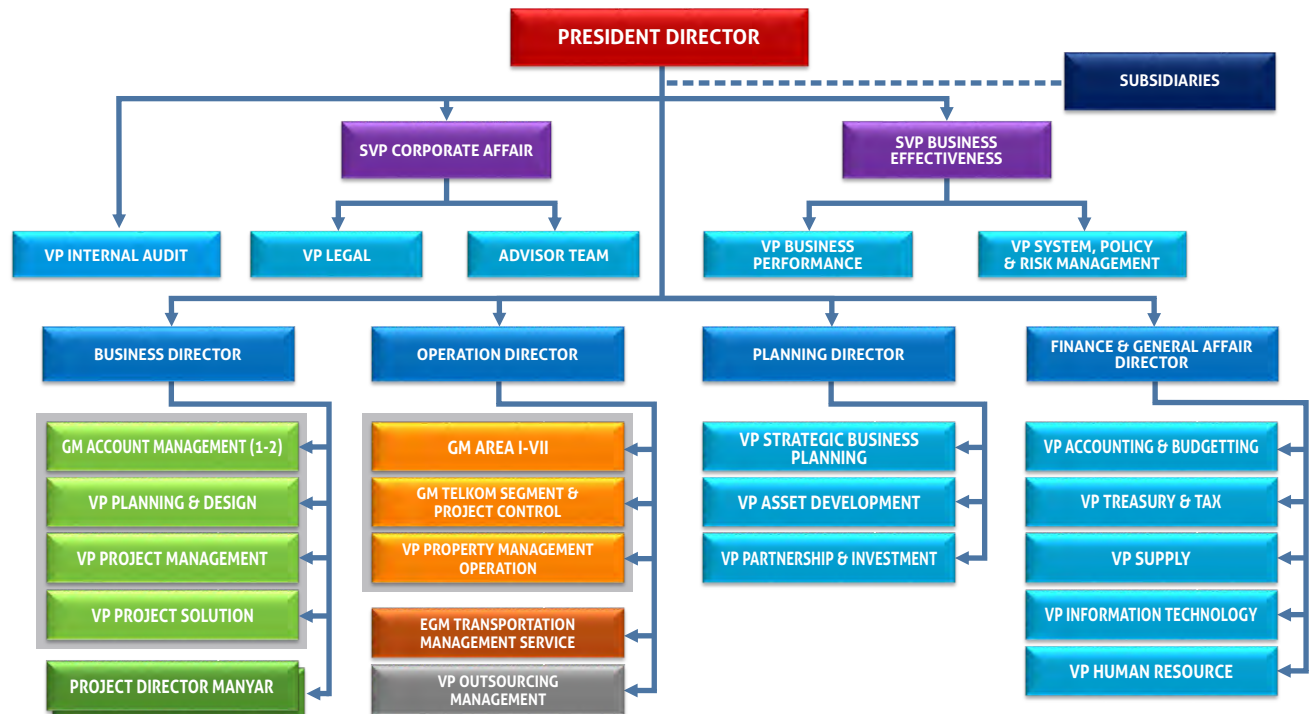 PRESIDENT DIRECTOR
SUBSIDIARIES
SVP CORPORATE AFFAIR
SVP BUSINESS
EFFECTIVENESS
VP INTERNAL AUDIT
VP LEGAL
ADVISOR TEAM
VP BUSINESS
PERFORMANCE
VP SYSTEM, POLICY
& RISK MANAGEMENT
BUSINESS DIRECTOR
OPERATION DIRECTOR
PLANNING DIRECTOR
FINANCE & GENERAL AFFAIR
DIRECTOR
GM ACCOUNT MANAGEMENT (1-2)
VP PLANNING & DESIGN
VP PROJECT MANAGEMENT
VP PROJECT SOLUTION
PROJECT DIRECTOR MANYAR
GM AREA I-VII
GM TELKOM SEGMENT &
PROJECT CONTROL
VP PROPERTY MANAGEMENT
OPERATION
EGM TRANSPORTATION
MANAGEMENT SERVICE
VP OUTSOURCING
MANAGEMENT
VP STRATEGIC BUSINESS
PLANNING
VP ASSET DEVELOPMENT
VP PARTNERSHIP & INVESTMENT
VP ACCOUNTING & BUDGETTING
VP TREASURY & TAX
VP SUPPLY
VP INFORMATION TECHNOLOGY
VP HUMAN RESOURCE